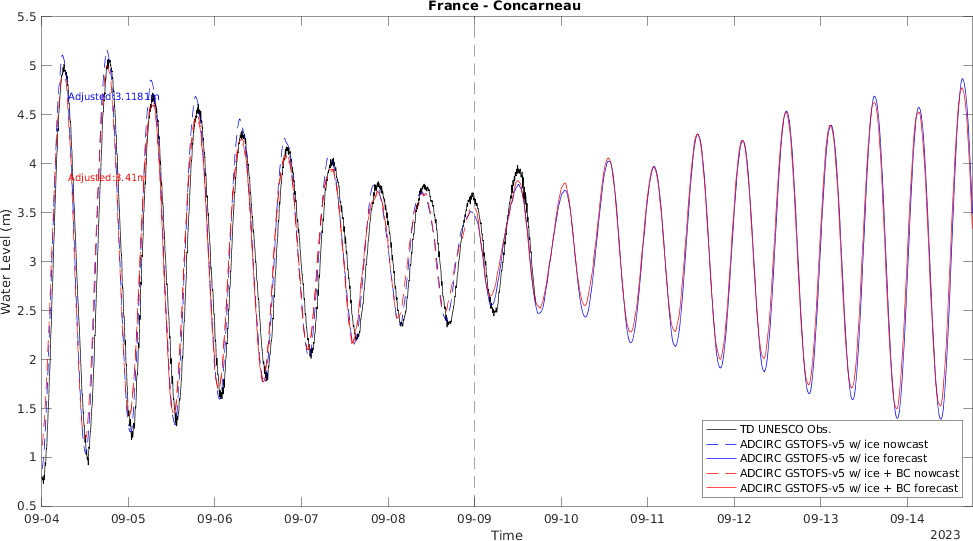 France - Concarneau
5.5
5
4.5
4
3.5
3
2.5
2
1.5
1
0.5
Water Level (m)
Adjusted:3.1181m
Adjusted:3.41m
TD UNESCO Obs.
ADCIRC GSTOFS-v5 w/ ice nowcast
ADCIRC GSTOFS-v5 w/ ice forecast
ADCIRC GSTOFS-v5 w/ ice + BC nowcast
ADCIRC GSTOFS-v5 w/ ice + BC forecast
09-04 09-05 09-06 09-07 09-08 09-09 09-10 09-11 09-12 09-13 09-14
Time
2023